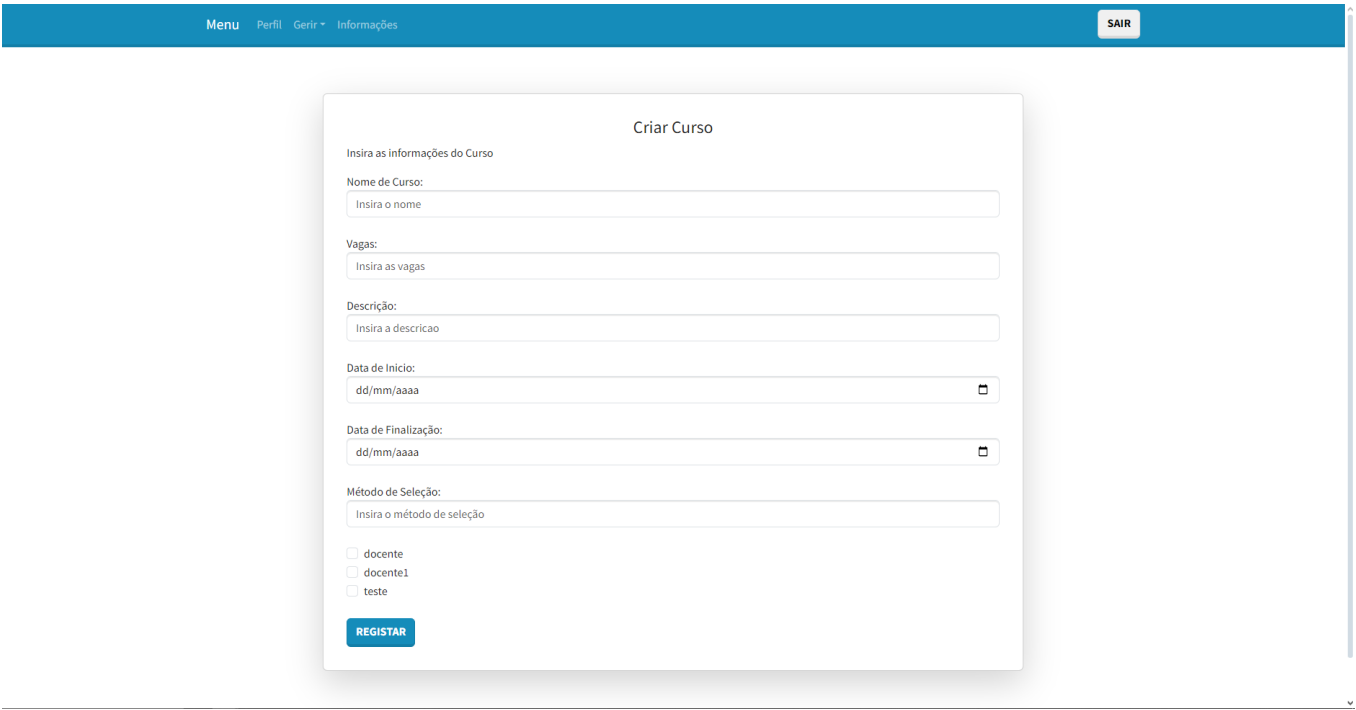 Menu Perfil Gerir Informações SAIR
Criar Curso
Insira as informações do Curso
Nome de Curso:
Insira o nome
Vagas:
Insira as vagas
Descrição:
Insira a descricao
Data de Inicio:
dd/mm/aaaa
Data de Finalização:
dd/mm/aaaa
Método de Seleção:
Insira o método de seleção
docente
docente1
teste
REGISTAR